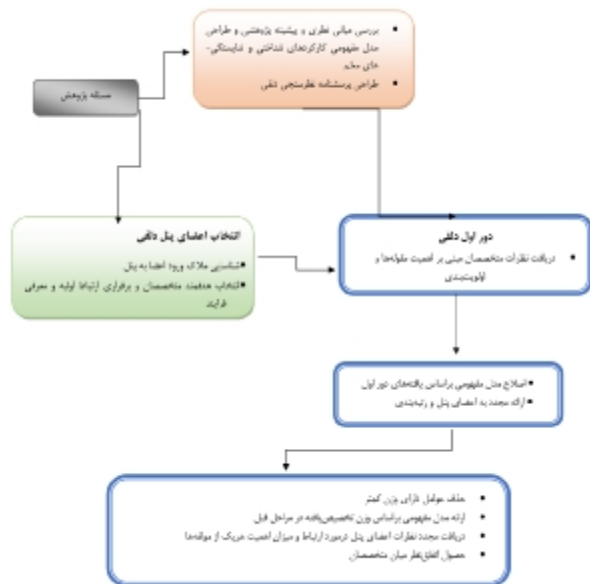 بررسی مبانی نظری و پیشینه پژوهشی و طراحی
مدل مفهومی کارکردهای شناختی و شایستگی-
های معلم
طراحی پرسشنامه نظرسنجی دلفی
مسئله پژوهش
انتخاب اعضای پنل دلفی
شناسایی ملاک ورود اعضا به پنل
انتخاب هدفمند متخصصان و برقراری ارتباط اولیه و معرفی
فرایند
دور اول دلفی
دریافت نظرات متخصصان مبنی بر اهمیت مقوله‌ها و
اولویت‌بندی
اصلاح مدل مفهومی براساس یافته‌های دور اول
ارائه مجدد به اعضای پنل و رتبه‌بندی
حذف عوامل دارای وزن کمتر
ارائه مدل مفهومی براساس وزن تخصیص‌یافته در مراحل قبل
دریافت مجدد نظرات اعضای پنل درمورد ارتباط و میزان اهمیت هریک از مولفه‌ها
حصول اتفاق‌نظر میان متخصصان